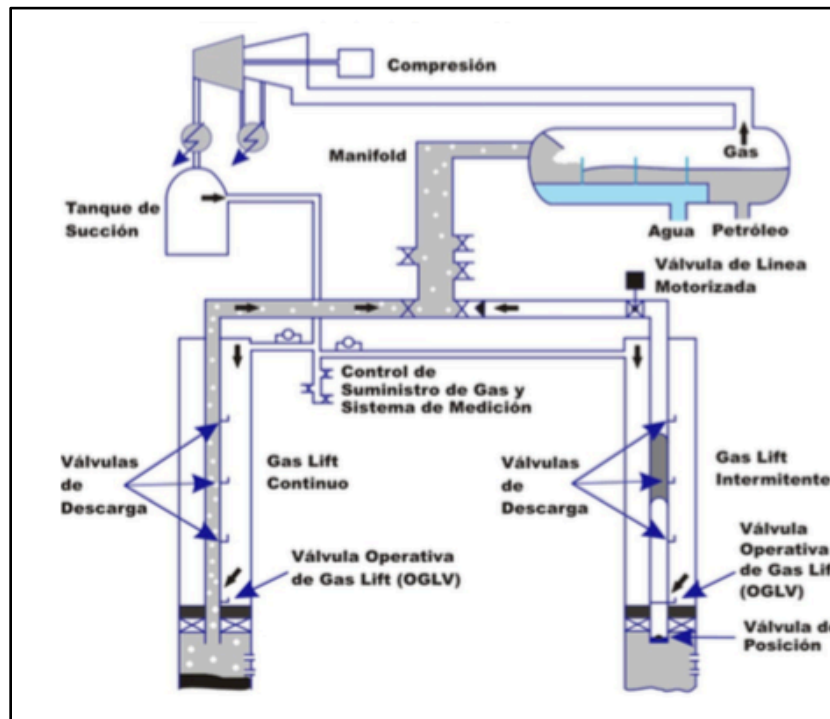 Compresión
Manifold
Gas
Tanque de
Succión
Agua
Petróleo
Válvula de Linea
Motorizada
Control de
Suministro de Gas y
Sistema de Medición
Válvulas
de
Descarga
Gas Lift
Continuo
Válvulas
de
Descarga
Gas Lift
Intermitente
Válvula Operativa
de Gas Lift (OGLV)
Válvula
Operativa
de Gas Lif
(OGLV)
Válvula de
Posición